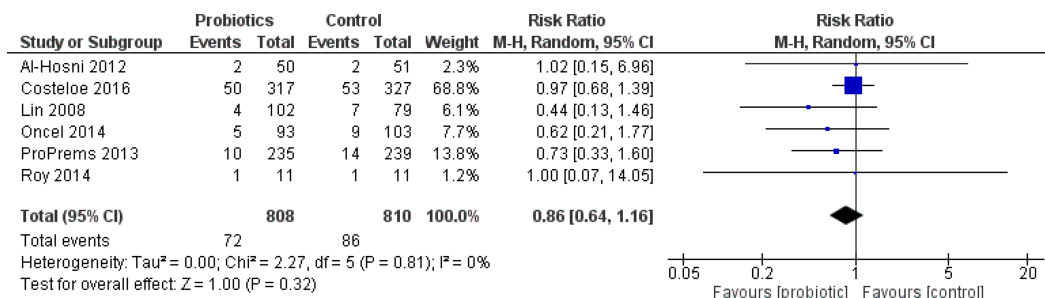 Probiotics Control Risk Ratio Risk Ratio
Study or Subgroup Events Total Events Total Weight M-H, Random, 95% CI M-H, Random, 95% CI
Al-Hosni 2012 2 50 2 51 2.3% 1.02 [0.15, 6.96]
Costeloe 2016 50 317 53 327 68.8% 0.97 [0.68, 1.39]
Lin 2008 4 102 7 79 6.1% 0.44 [0.13, 1.46]
Oncel 2014 5 93 9 103 7.7% 0.62 [0.21, 1.77]
ProPrems 2013 10 235 14 239 13.8% 0.73 [0.33, 1.60]
Roy 2014 1 11 1 11 1.2% 1.00 [0.07, 14.05]
Total (95% CI) 808 810 100.0% 0.86 [0.64, 1.16]
Total events 72 86
Heterogeneity: Tau² = 0.00; Chi² = 2.27, df = 5 (P = 0.81); I² = 0%
Test for overall effect: Z = 1.00 (P = 0.32)
0.05 0.2 1 5 20
Favours [probiotic] Favours [control]